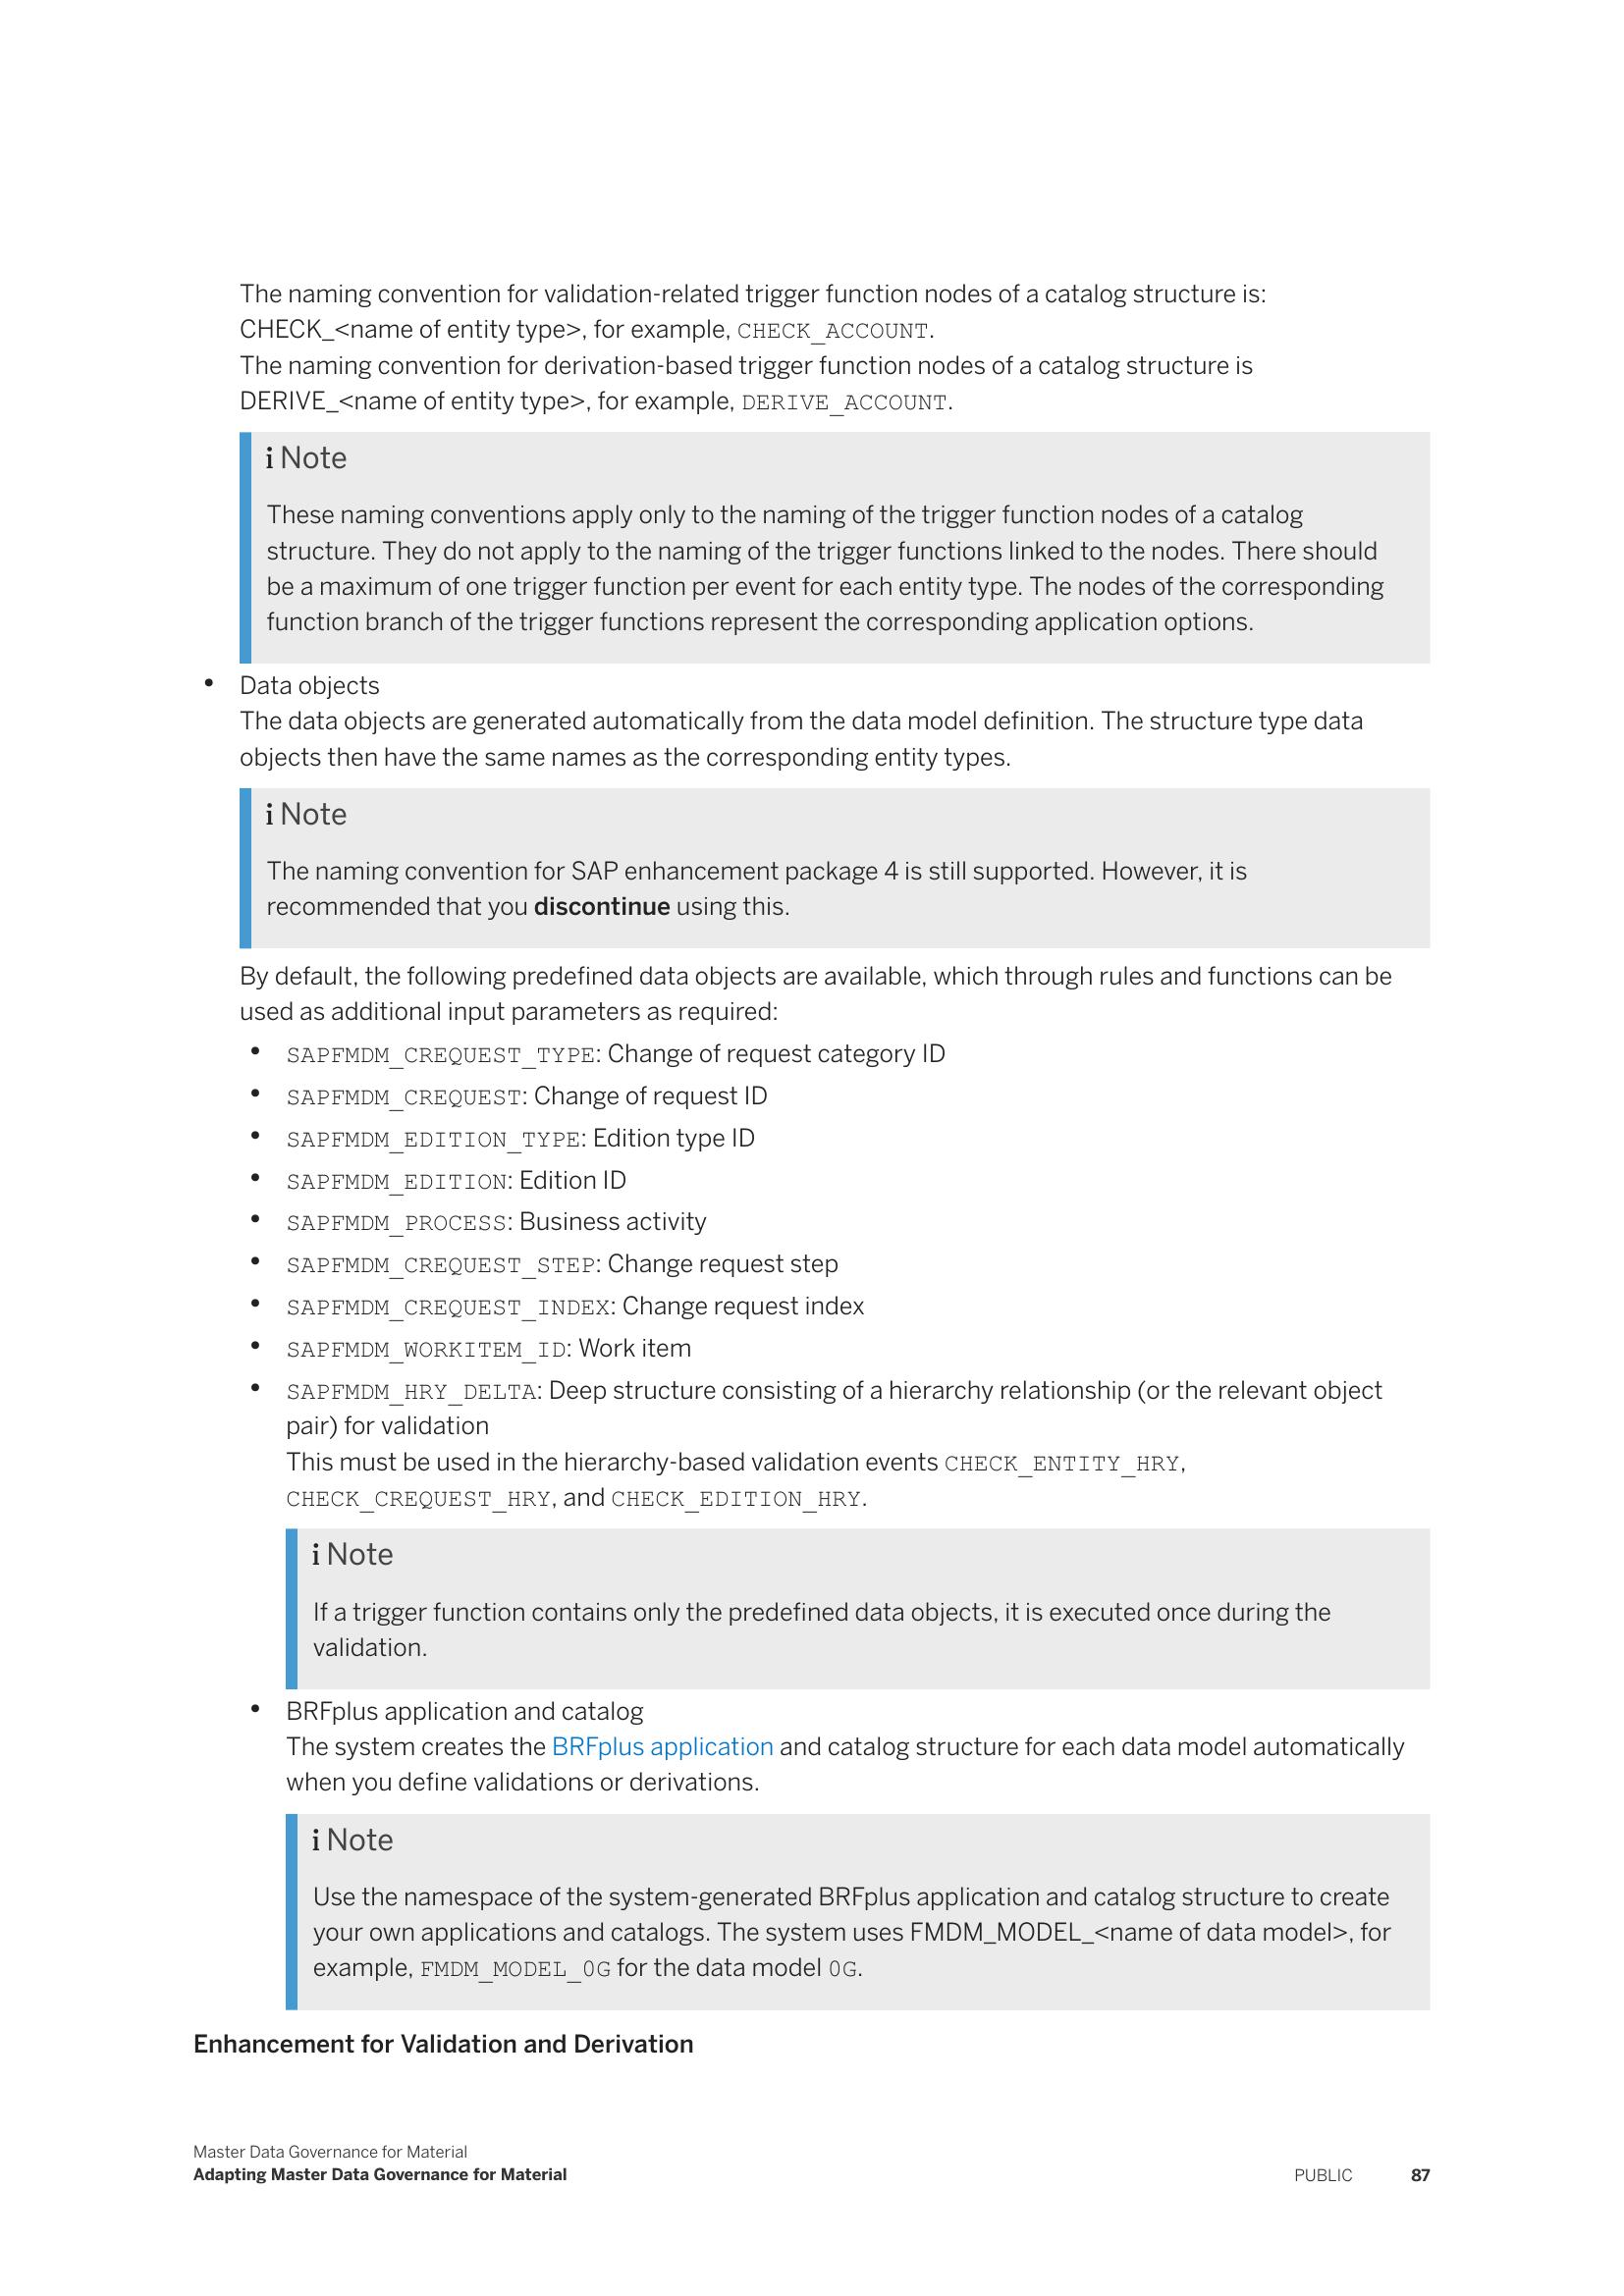 The naming convention for validation-related trigger function nodes of a catalog structure is:
CHECK_<name of entity type>, for example, CHECK_ACCOUNT.
The naming convention for derivation-based trigger function nodes of a catalog structure is
DERIVE_<name of entity type>, for example, DERIVE_ACCOUNT.
i Note
These naming conventions apply only to the naming of the trigger function nodes of a catalog
structure. They do not apply to the naming of the trigger functions linked to the nodes. There should
be a maximum of one trigger function per event for each entity type. The nodes of the corresponding
function branch of the trigger functions represent the corresponding application options.
• Data objects
The data objects are generated automatically from the data model definition. The structure type data
objects then have the same names as the corresponding entity types.
i Note
The naming convention for SAP enhancement package 4 is still supported. However, it is
recommended that you discontinue using this.
By default, the following predefined data objects are available, which through rules and functions can be
used as additional input parameters as required:
• SAPFMDM_CREQUEST_TYPE: Change of request category ID
• SAPFMDM_CREQUEST: Change of request ID
• SAPFMDM_EDITION_TYPE: Edition type ID
• SAPFMDM_EDITION: Edition ID
• SAPFMDM_PROCESS: Business activity
• SAPFMDM_CREQUEST_STEP: Change request step
• SAPFMDM_CREQUEST_INDEX: Change request index
• SAPFMDM_WORKITEM_ID: Work item
• SAPFMDM_HRY_DELTA: Deep structure consisting of a hierarchy relationship (or the relevant object
pair) for validation
This must be used in the hierarchy-based validation events CHECK_ENTITY_HRY,
CHECK_CREQUEST_HRY, and CHECK_EDITION_HRY.
i Note
If a trigger function contains only the predefined data objects, it is executed once during the
validation.
• BRFplus application and catalog
The system creates the BRFplus application and catalog structure for each data model automatically
when you define validations or derivations.
i Note
Use the namespace of the system-generated BRFplus application and catalog structure to create
your own applications and catalogs. The system uses FMDM_MODEL_<name of data model>, for
example, FMDM_MODEL_0G for the data model 0G.
Enhancement for Validation and Derivation
Master Data Governance for Material
Adapting Master Data Governance for Material
PUBLIC 87